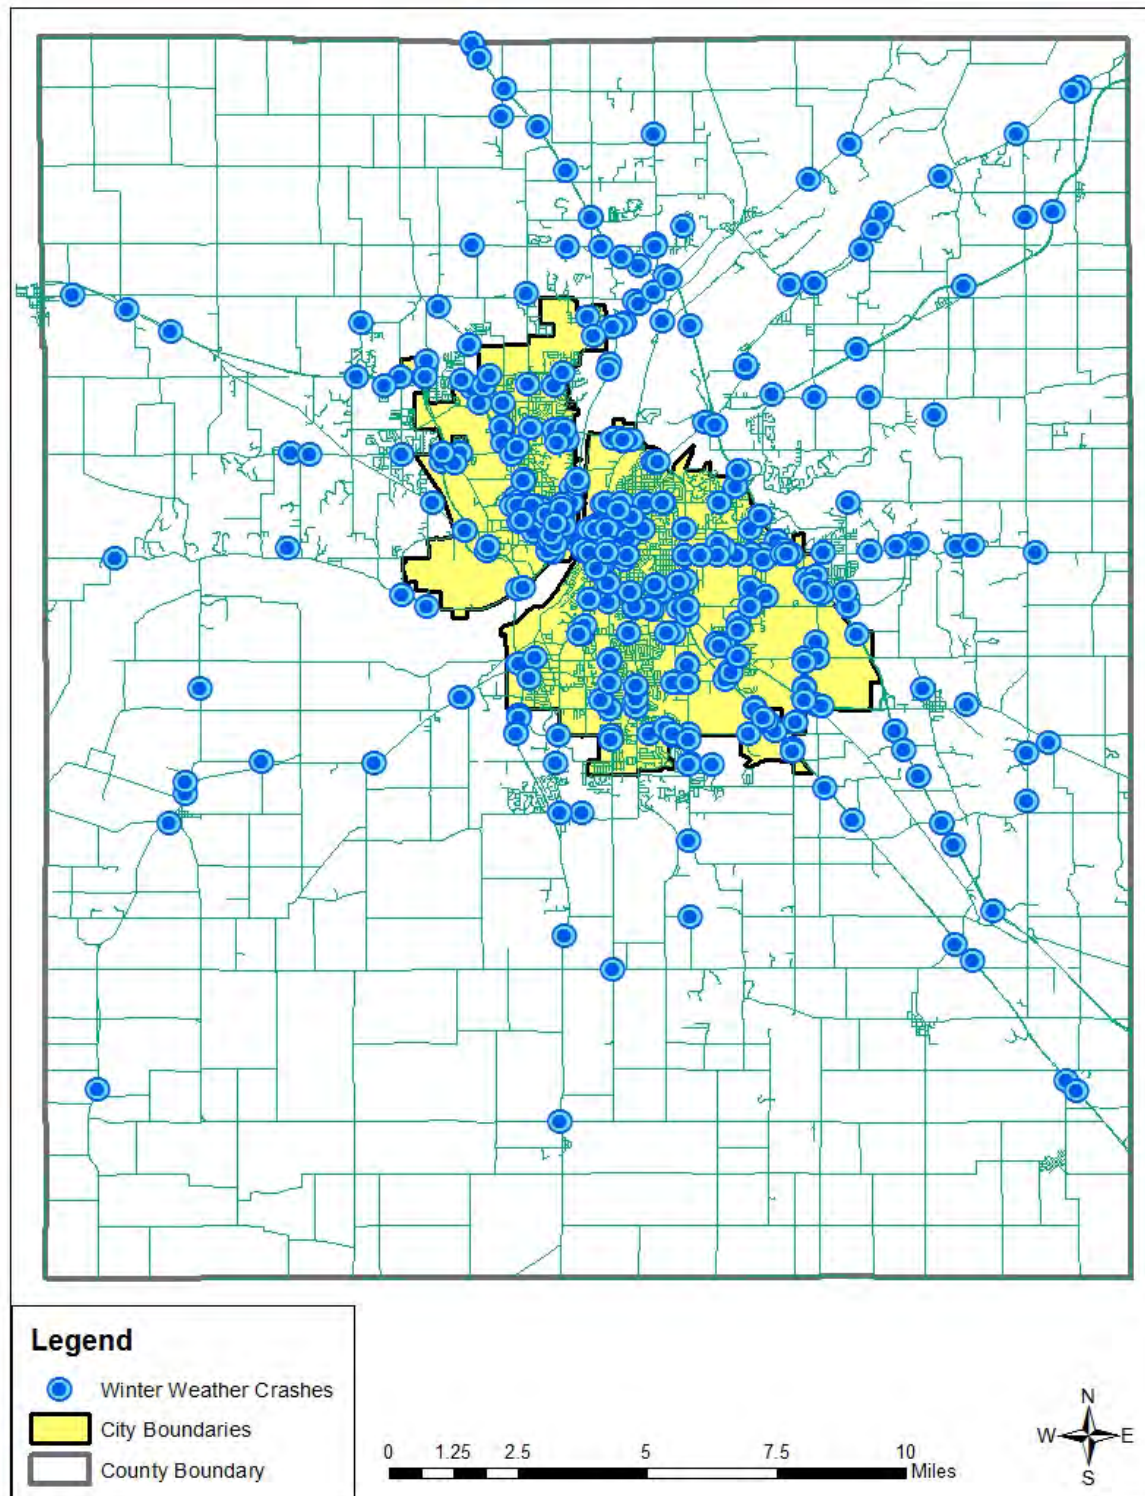 Legend
Winter Weather Crashes
City Boundaries
County Boundary
0 1.25 2.5 5 7.5 10
Miles
N
W E
S